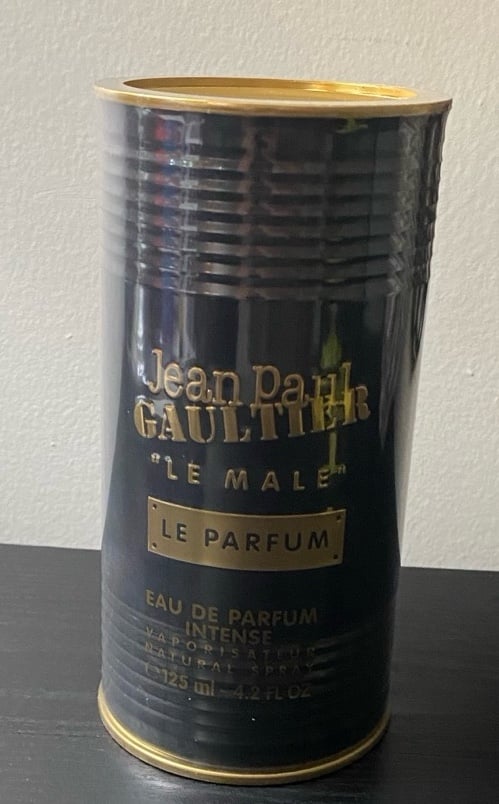 Jean Paul
GAULTIER
"LE MALE"
LE PARFUM
EAU DE PARFUM
INTENSE
VAPORISATEUR
NATURAL SPRAY
125 ml - 4.2 FL OZ